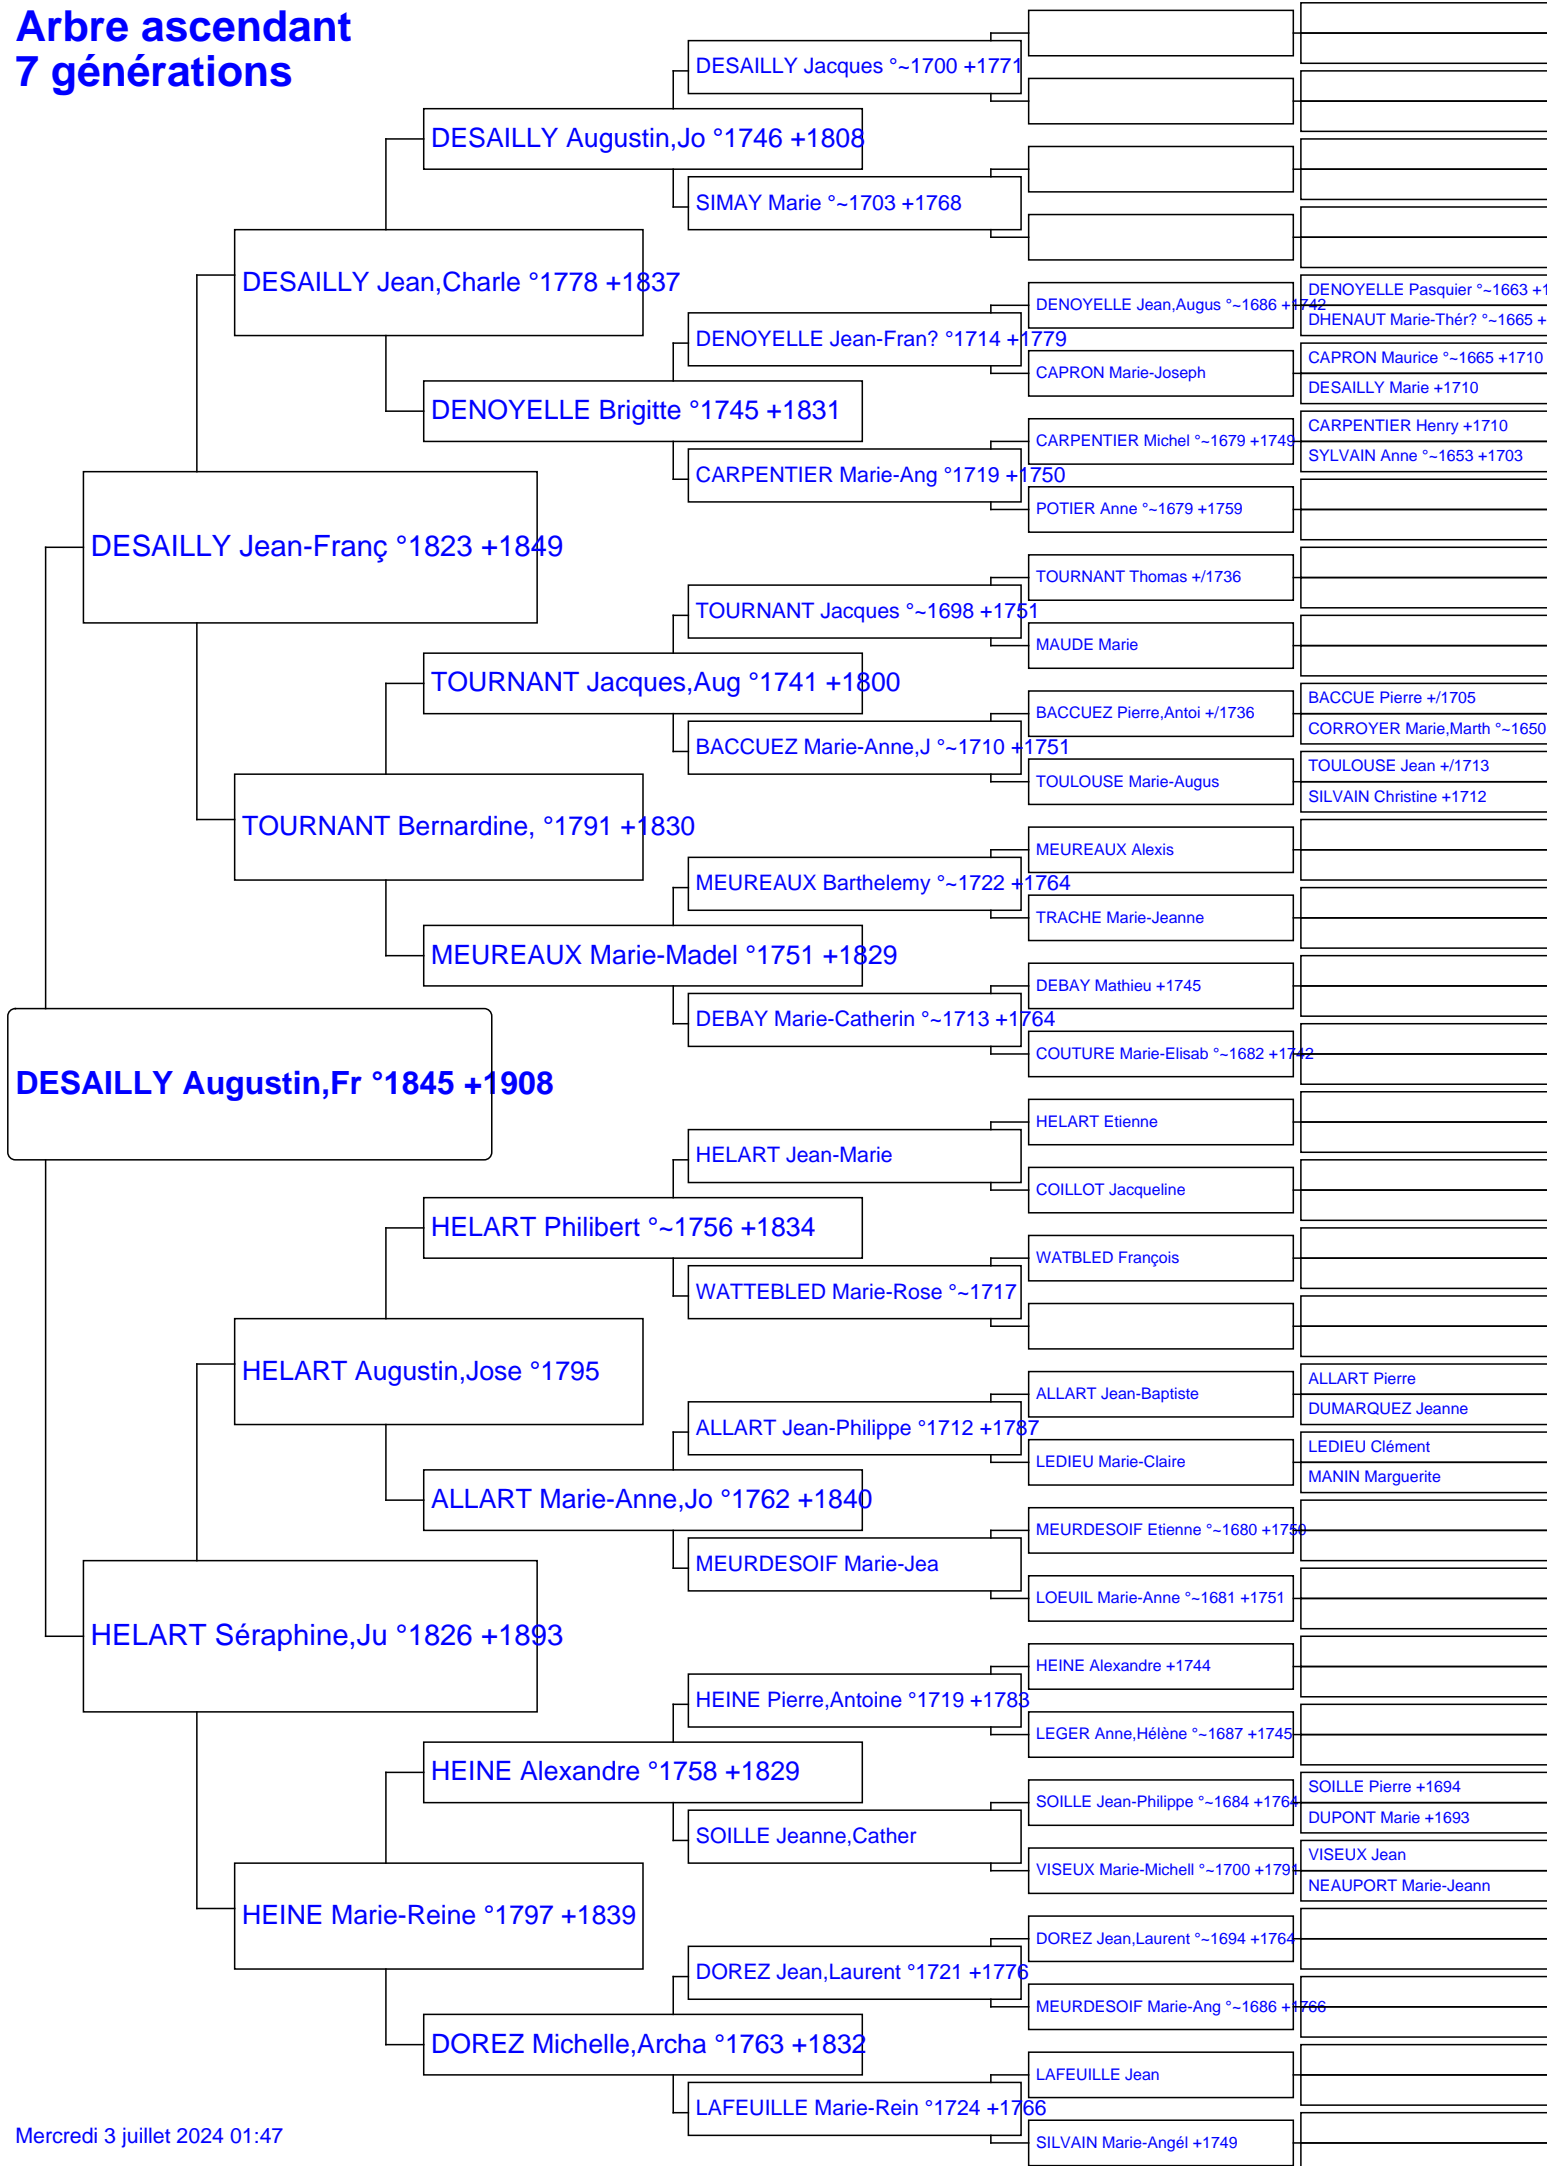 Arbre ascendant
7 générations
DESAILLY Augustin,Fr °1845 +1908
DESAILLY Jean-Franç °1823 +1849
HELART Séraphine,Ju °1826 +1893
DESAILLY Jean,Charle °1778 +1837
TOURNANT Bernardine, °1791 +1830
HELART Augustin,Jose °1795
HEINE Marie-Reine °1797 +1839
DESAILLY Augustin,Jo °1746 +1808
DENOYELLE Brigitte °1745 +1831
TOURNANT Jacques,Aug °1741 +1800
MEUREAUX Marie-Madel °1751 +1829
HELART Philibert °~1756 +1834
ALLART Marie-Anne,Jo °1762 +1840
HEINE Alexandre °1758 +1829
DOREZ Michelle,Archa °1763 +1832
DESAILLY Jacques °~1700 +1771
SIMAY Marie °~1703 +1768
DENOYELLE Jean-Fran? °1714 +1779
CARPENTIER Marie-Ang °1719 +1750
TOURNANT Jacques °~1698 +1751
BACCUEZ Marie-Anne,J °~1710 +1751
MEUREAUX Barthelemy °~1722 +1764
DEBAY Marie-Catherin °~1713 +1764
HELART Jean-Marie
WATTEBLED Marie-Rose °~1717
ALLART Jean-Philippe °1712 +1787
MEURDESOIF Marie-Jea
HEINE Pierre,Antoine °1719 +1783
SOILLE Jeanne,Cather
DOREZ Jean,Laurent °1721 +1776
LAFEUILLE Marie-Rein °1724 +1766
DENOYELLE Jean,Augus °~1686 +1742
CAPRON Marie-Joseph
CARPENTIER Michel °~1679 +1749
POTIER Anne °~1679 +1759
TOURNANT Thomas +/1736
MAUDE Marie
BACCUEZ Pierre,Antoi +/1736
TOULOUSE Marie-Augus
MEUREAUX Alexis
TRACHE Marie-Jeanne
DEBAY Mathieu +1745
COUTURE Marie-Elisab °~1682 +1742
HELART Etienne
COILLOT Jacqueline
WATBLED François
ALLART Jean-Baptiste
LEDIEU Marie-Claire
MEURDESOIF Etienne °~1680 +1750
LOEUIL Marie-Anne °~1681 +1751
HEINE Alexandre +1744
LEGER Anne,Hélène °~1687 +1745
SOILLE Jean-Philippe °~1684 +1764
VISEUX Marie-Michell °~1700 +1791
DOREZ Jean,Laurent °~1694 +1764
MEURDESOIF Marie-Ang °~1686 +1766
LAFEUILLE Jean
SILVAIN Marie-Angél +1749
DENOYELLE Pasquier °~1663 +1
DHENAUT Marie-Thér? °~1665 +
CAPRON Maurice °~1665 +1710
DESAILLY Marie +1710
CARPENTIER Henry +1710
SYLVAIN Anne °~1653 +1703
BACCUE Pierre +/1705
CORROYER Marie,Marth °~1650
TOULOUSE Jean +/1713
SILVAIN Christine +1712
ALLART Pierre
DUMARQUEZ Jeanne
LEDIEU Clément
MANIN Marguerite
SOILLE Pierre +1694
DUPONT Marie +1693
VISEUX Jean
NEAUPORT Marie-Jeann
Mercredi 3 juillet 2024 01:47